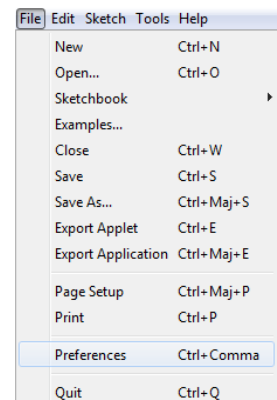 File Edit Sketch Tools Help
New Ctrl+N
Open... Ctrl+O
Sketchbook
Examples...
Close Ctrl+W
Save Ctrl+S
Save As... Ctrl+Maj+S
Export Applet Ctrl+E
Export Application Ctrl+Maj+E
Page Setup Ctrl+Maj+P
Print Ctrl+P
Preferences Ctrl+Comma
Quit Ctrl+Q